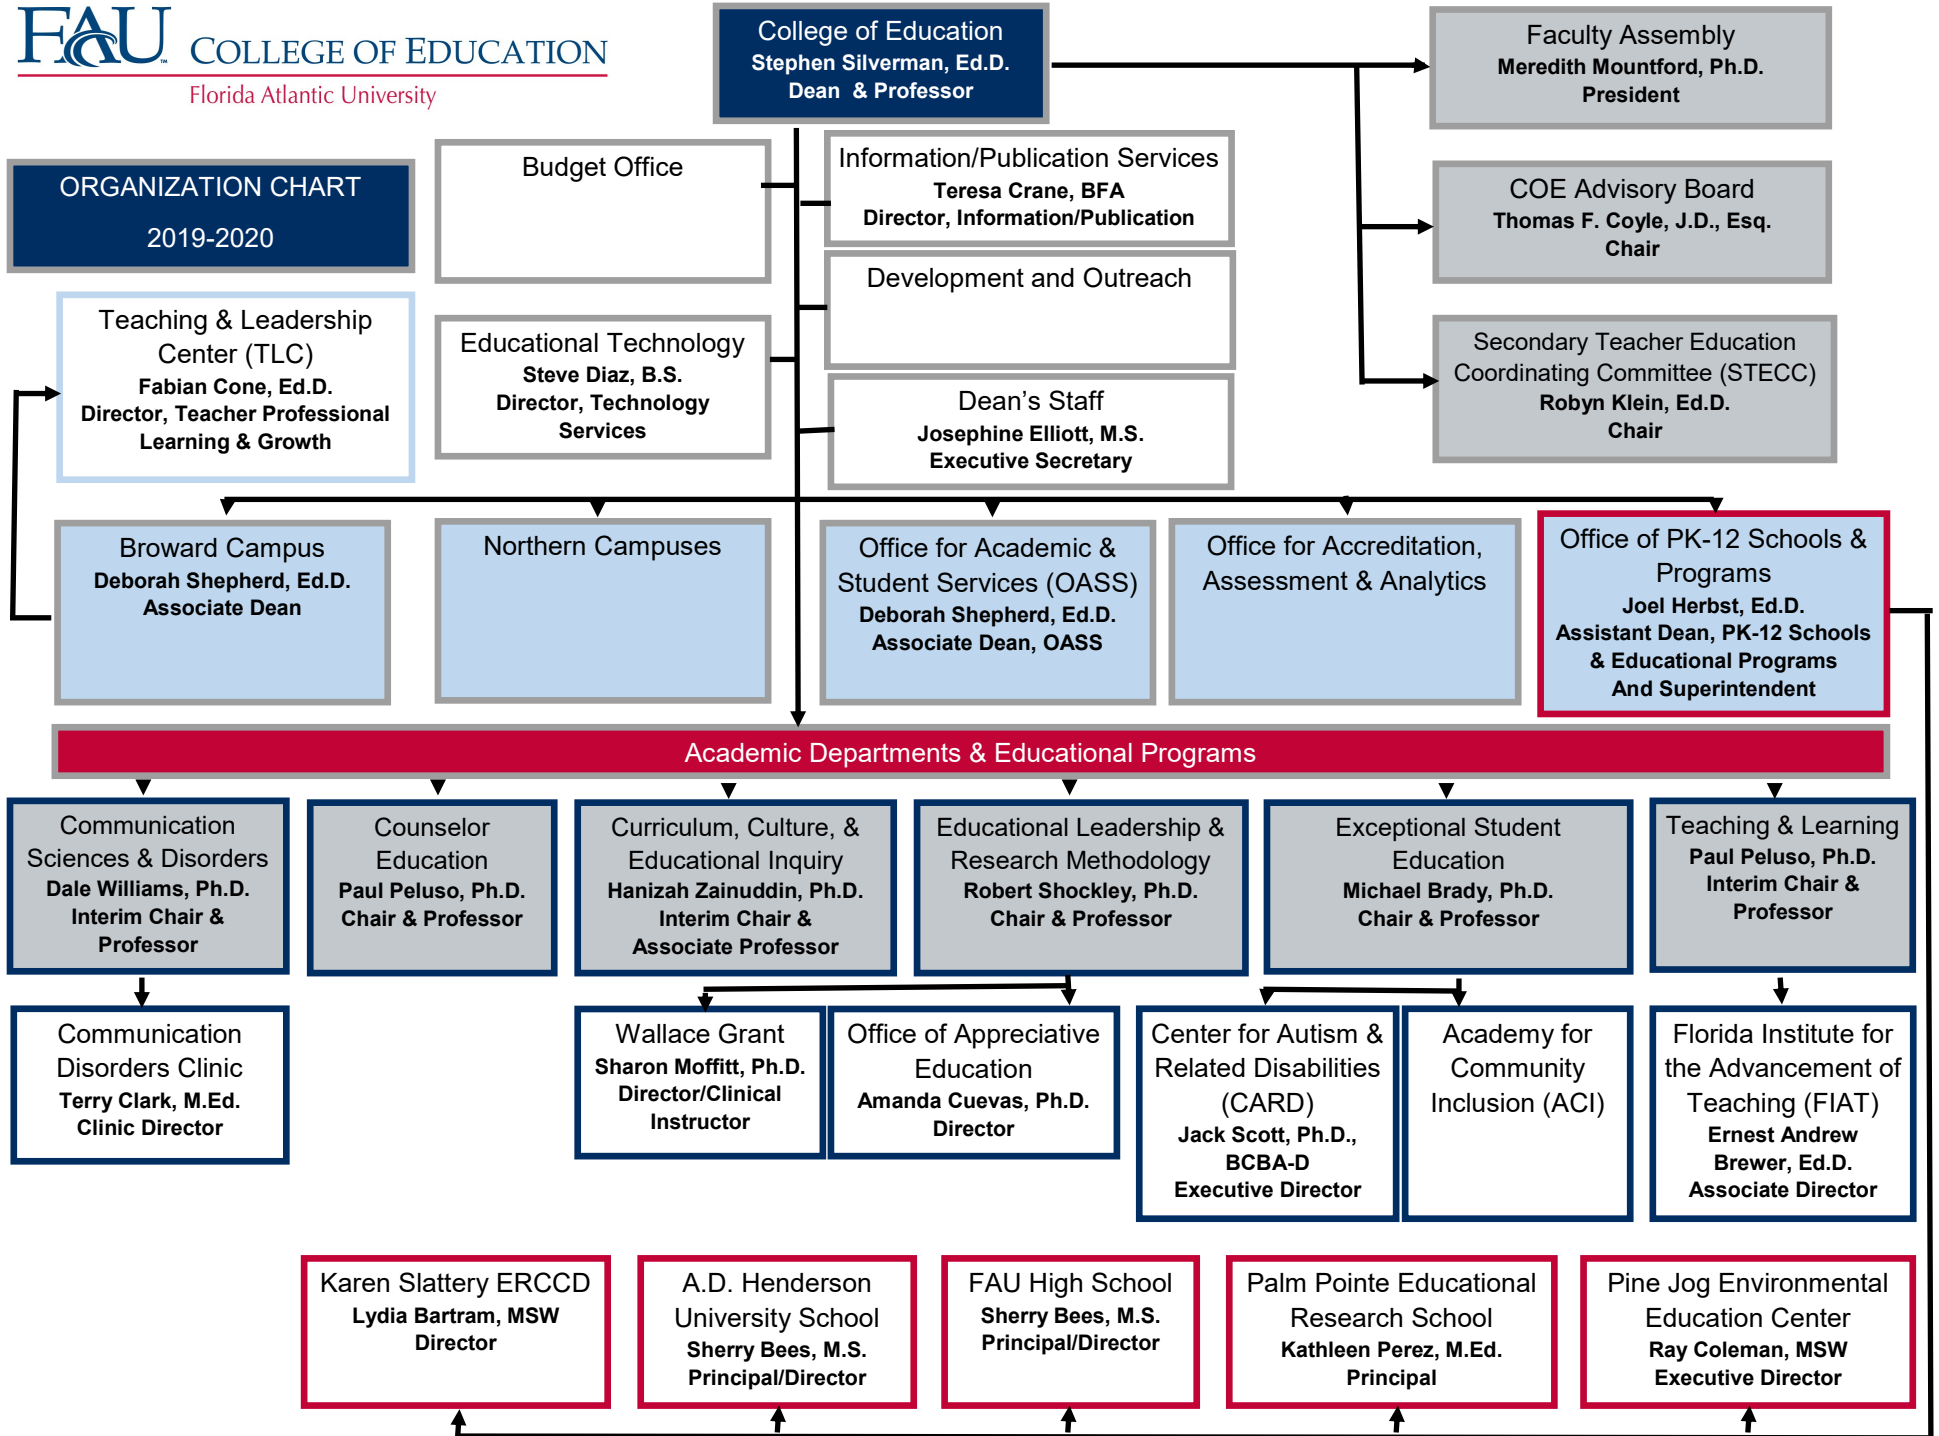 FAU
COLLEGE OF EDUCATION
Florida Atlantic University
ORGANIZATION CHART
2019-2020
College of Education
Stephen Silverman, Ed.D.
Dean & Professor
Faculty Assembly
Meredith Mountford, Ph.D.
President
COE Advisory Board
Thomas F. Coyle, J.D., Esq.
Chair
Secondary Teacher Education
Coordinating Committee (STECC)
Robyn Klein, Ed.D.
Chair
Budget Office
Information/Publication Services
Teresa Crane, BFA
Director, Information/Publication
Development and Outreach
Educational Technology
Steve Diaz, B.S.
Director, Technology
Services
Dean’s Staff
Josephine Elliott, M.S.
Executive Secretary
Teaching & Leadership
Center (TLC)
Fabian Cone, Ed.D.
Director, Teacher Professional
Learning & Growth
Broward Campus
Deborah Shepherd, Ed.D.
Associate Dean
Northern Campuses
Office for Academic &
Student Services (OASS)
Deborah Shepherd, Ed.D.
Associate Dean, OASS
Office for Accreditation,
Assessment & Analytics
Office of PK-12 Schools &
Programs
Joel Herbst, Ed.D.
Assistant Dean, PK-12 Schools
& Educational Programs
And Superintendent
Academic Departments & Educational Programs
Communication
Sciences & Disorders
Dale Williams, Ph.D.
Interim Chair &
Professor
Counselor
Education
Paul Peluso, Ph.D.
Chair & Professor
Curriculum, Culture, &
Educational Inquiry
Hanizah Zainuddin, Ph.D.
Interim Chair &
Associate Professor
Educational Leadership &
Research Methodology
Robert Shockley, Ph.D.
Chair & Professor
Exceptional Student
Education
Michael Brady, Ph.D.
Chair & Professor
Teaching & Learning
Paul Peluso, Ph.D.
Interim Chair &
Professor
Communication
Disorders Clinic
Terry Clark, M.Ed.
Clinic Director
Wallace Grant
Sharon Moffitt, Ph.D.
Director/Clinical
Instructor
Office of Appreciative
Education
Amanda Cuevas, Ph.D.
Director
Center for Autism &
Related Disabilities
(CARD)
Jack Scott, Ph.D.,
BCBA-D
Executive Director
Academy for
Community
Inclusion (ACI)
Florida Institute for
the Advancement of
Teaching (FIAT)
Ernest Andrew
Brewer, Ed.D.
Associate Director
Karen Slattery ERCCD
Lydia Bartram, MSW
Director
A.D. Henderson
University School
Sherry Bees, M.S.
Principal/Director
FAU High School
Sherry Bees, M.S.
Principal/Director
Palm Pointe Educational
Research School
Kathleen Perez, M.Ed.
Principal
Pine Jog Environmental
Education Center
Ray Coleman, MSW
Executive Director